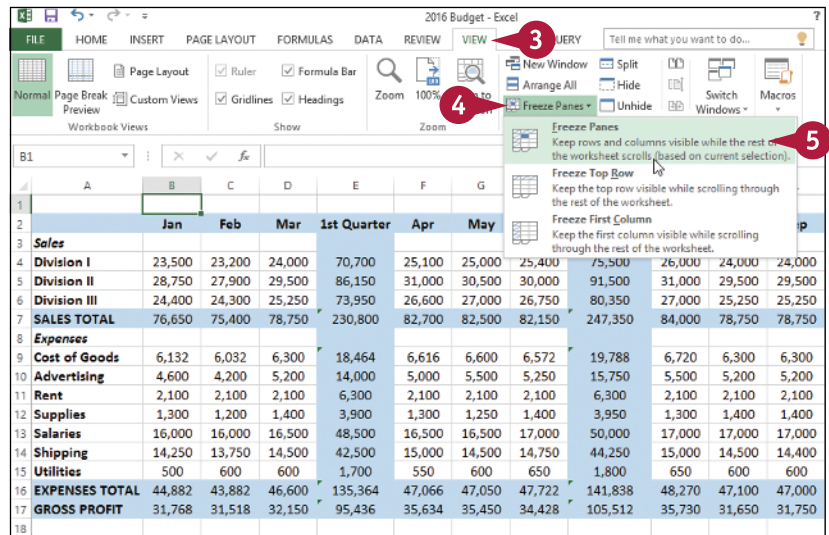 2016 Budget - Excel ?
FILE HOME INSERT PAGE LAYOUT FORMULAS DATA REVIEW VIEW 3 UERY Tell me what you want to do...
Normal Page Break Preview Page Layout Custom Views
Ruler Formula Bar
Gridlines Headings
Zoom 100%
New Window Split
Arrange All Hide
4 Freeze Panes Unhide
Switch Windows Macros
Workbook Views Show Zoom
Freeze Panes
Keep rows and columns visible while the rest of 5
the worksheet scrolls (based on current selection).
Freeze Top Row
Keep the top row visible while scrolling through
the rest of the worksheet.
Freeze First Column
Keep the first column visible while scrolling
through the rest of the worksheet.
B1 fx
A B C D E F G
1
2 Jan Feb Mar 1st Quarter Apr May
3 Sales
4 Division I 23,500 23,200 24,000 70,700 25,100 25,000 25,400 75,500 26,000 24,000 24,000
5 Division II 28,750 27,900 29,500 86,150 31,000 30,500 30,000 91,500 31,000 29,500 29,500
6 Division III 24,400 24,300 25,250 73,950 26,600 27,000 26,750 80,350 27,000 25,250 25,250
7 SALES TOTAL 76,650 75,400 78,750 230,800 82,700 82,500 82,150 247,350 84,000 78,750 78,750
8 Expenses
9 Cost of Goods 6,132 6,032 6,300 18,464 6,616 6,600 6,572 19,788 6,720 6,300 6,300
10 Advertising 4,600 4,200 5,200 14,000 5,000 5,500 5,250 15,750 5,500 5,200 5,200
11 Rent 2,100 2,100 2,100 6,300 2,100 2,100 2,100 6,300 2,100 2,100 2,100
12 Supplies 1,300 1,200 1,400 3,900 1,300 1,250 1,400 3,950 1,300 1,400 1,400
13 Salaries 16,000 16,000 16,500 48,500 16,500 16,500 17,000 50,000 17,000 17,000 17,000
14 Shipping 14,250 13,750 14,500 42,500 15,000 14,500 14,750 44,250 15,000 14,500 14,400
15 Utilities 500 600 600 1,700 550 600 650 1,800 650 600 600
16 EXPENSES TOTAL 44,882 43,882 46,600 135,364 47,066 47,050 47,722 141,838 48,270 47,100 47,000
17 GROSS PROFIT 31,768 31,518 32,150 95,436 35,634 35,450 34,428 105,512 35,730 31,650 31,750
18